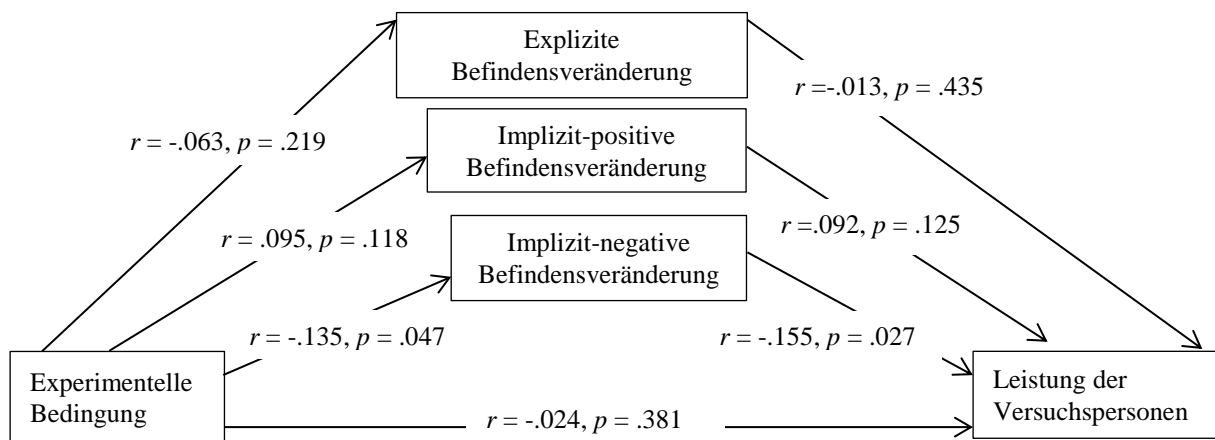 Explizite
Befindensveränderung
r =-.013, p = .435
r = -.063, p = .219
Implizit-positive
Befindensveränderung
r = .095, p = .118
r =.092, p = .125
Implizit-negative
Befindensveränderung
r = -.135, p = .047
r = -.155, p = .027
Experimentelle
Bedingung
Leistung der
Versuchspersonen
r = -.024, p = .381